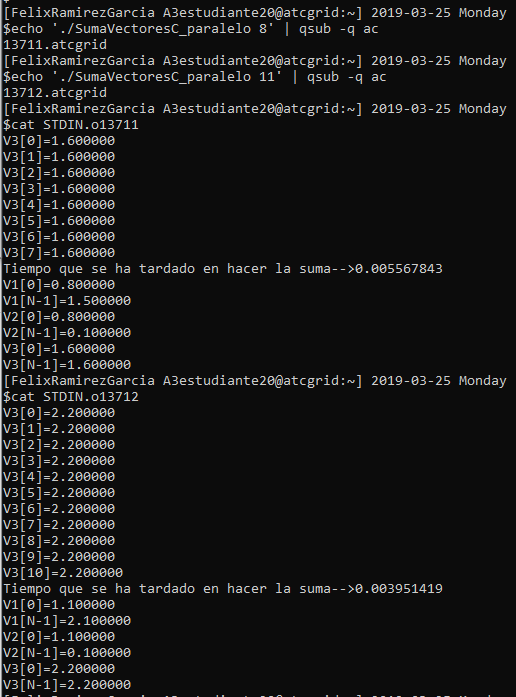 [FelixRamirezGarcia A3estudiante20@atcgrid:~] 2019-03-25 Monday
$echo './SumaVectoresC_paralelo 8' | qsub -q ac
13711.atcgrid
[FelixRamirezGarcia A3estudiante20@atcgrid:~] 2019-03-25 Monday
$echo './SumaVectoresC_paralelo 11' | qsub -q ac
13712.atcgrid
[FelixRamirezGarcia A3estudiante20@atcgrid:~] 2019-03-25 Monday
$cat STDIN.o13711
V3[0]=1.600000
V3[1]=1.600000
V3[2]=1.600000
V3[3]=1.600000
V3[4]=1.600000
V3[5]=1.600000
V3[6]=1.600000
V3[7]=1.600000
Tiempo que se ha tardado en hacer la suma-->0.005567843
V1[0]=0.800000
V1[N-1]=1.500000
V2[0]=0.800000
V2[N-1]=0.100000
V3[0]=1.600000
V3[N-1]=1.600000
[FelixRamirezGarcia A3estudiante20@atcgrid:~] 2019-03-25 Monday
$cat STDIN.o13712
V3[0]=2.200000
V3[1]=2.200000
V3[2]=2.200000
V3[3]=2.200000
V3[4]=2.200000
V3[5]=2.200000
V3[6]=2.200000
V3[7]=2.200000
V3[8]=2.200000
V3[9]=2.200000
V3[10]=2.200000
Tiempo que se ha tardado en hacer la suma-->0.003951419
V1[0]=1.100000
V1[N-1]=2.100000
V2[0]=1.100000
V2[N-1]=0.100000
V3[0]=2.200000
V3[N-1]=2.200000